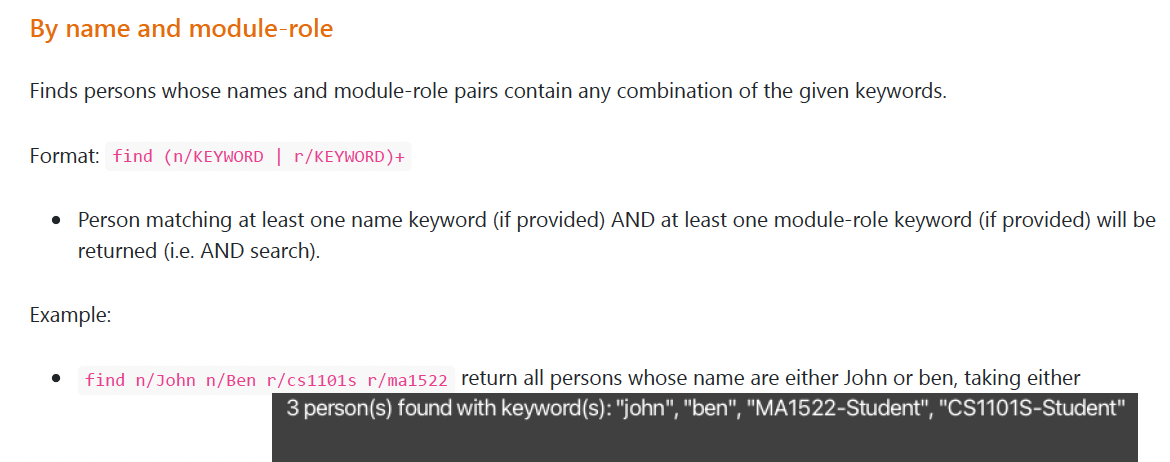 By name and module-role
Finds persons whose names and module-role pairs contain any combination of the given keywords.
Format: find (n/KEYWORD | r/KEYWORD)+
Person matching at least one name keyword (if provided) AND at least one module-role keyword (if provided) will be
returned (i.e. AND search).
Example:
find n/John n/Ben r/cs1101s r/ma1522 return all persons whose name are either John or ben, taking either
3 person(s) found with keyword(s): "john", "ben", "MA1522-Student", "CS1101S-Student"